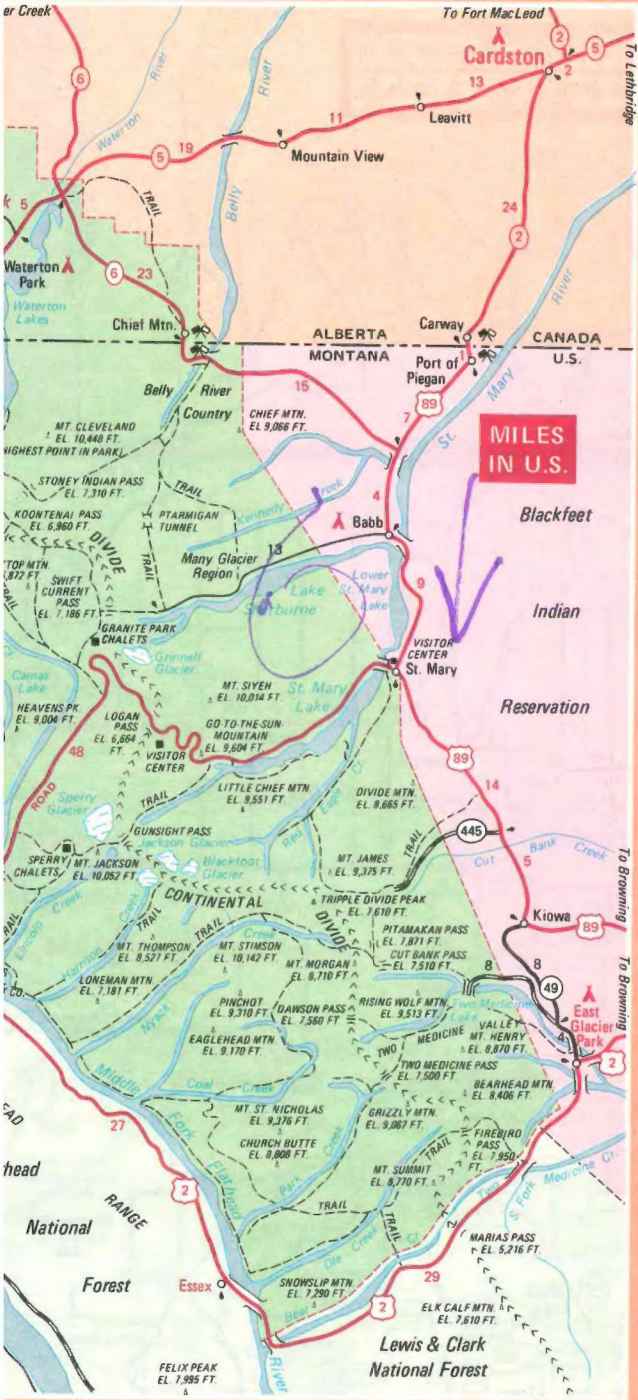 er Creek
To Fort MacLeod
2
5
Cardston
2
To Lethbridge
6
Waterton
River
River
13
11
Leavitt
19
5
Mountain View
TRAIL
Belly
k 5
24
2
River
Waterton
Park
6
23
Waterton
Lakes
Chief Mtn.
Carway
ALBERTA
CANADA
MONTANA
U.S.
1
Port of
Piegan
Belly River
Country
15
7
89
St. Mary
CHIEF MTN.
EL. 9,066 FT.
MT. CLEVELAND
EL. 10,448 FT.
HIGHEST POINT IN PARK)
MILES
IN U.S.
STONEY INDIAN PASS
EL. 7,310 FT.
TRAIL
4
KOONTENAI PASS
EL. 6,960 FT.
PTARMIGAN
TUNNEL
Kennedy Creek
Babb
Blackfeet
DIVIDE
Many Glacier
Region
13
TOP MTN.
,872 FT.
TRAIL
SWIFT
CURRENT
PASS
EL. 7,186 FT.
9
Lake
Sherburne
Lower
St. Mary
Lake
Indian
GRANITE PARK
CHALETS
Grinnell
Glacier
VISITOR
CENTER
St. Mary
Camas
Lake
MT. SIYEH
EL. 10,014 FT.
St. Mary
Lake
HEAVENS PK.
EL. 9,004 FT.
LOGAN
PASS
EL. 6,664
FT.
GO-TO-THE-SUN
MOUNTAIN
EL. 9,604 FT.
Reservation
VISITOR
CENTER
48
ROAD
89
LITTLE CHIEF MTN.
EL. 9,551 FT.
DIVIDE MTN.
EL. 8,665 FT.
14
Sperry
Glacier
TRAIL
Red Eagle Cr.
GUNSIGHT PASS
Jackson Glacier
445
Cut Bank Creek
SPERRY
CHALETS
MT. JACKSON
EL. 10,052 FT.
Blackfoot
Glacier
MT. JAMES
EL. 9,375 FT.
TRAIL
5
To Browning
CONTINENTAL
DIVIDE
TRIPPLE DIVIDE PEAK
EL. 7,610 FT.
Kiowa
89
TRAIL
Lincoln Creek
Harrison Creek
TRAIL
PITAMAKAN PASS
EL. 7,871 FT.
CUT BANK PASS
EL. 7,510 FT.
MT. THOMPSON
EL. 8,527 FT.
MT. STIMSON
EL. 10,142 FT.
Creek
MT. MORGAN
EL. 8,710 FT.
8
8
49
To Browning
LONEMAN MTN.
EL. 7,181 FT.
Nyack
PINCHOT
EL. 9,310 FT.
DAWSON PASS
EL. 7,560 FT.
RISING WOLF MTN.
EL. 9,513 FT.
Two Medicine
Lake
East
Glacier
Park
EAGLEHEAD MTN.
EL. 9,170 FT.
TWO MEDICINE VALLEY
MT. HENRY
EL. 8,870 FT.
4
2
TWO MEDICINE PASS
EL. 7,500 FT.
Coal Creek
BEARHEAD MTN.
EL. 8,406 FT.
Middle Fork Flathead River
MT. ST. NICHOLAS
EL. 9,376 FT.
GRIZZLY MTN.
EL. 9,067 FT.
27
CHURCH BUTTE
EL. 8,808 FT.
FIREBIRD
PASS
EL. 7,950
FT.
EAD
RANGE
Park Creek
TRAIL
MT. SUMMIT
EL. 8,770 FT.
head
2
TRAIL
Two Medicine Cr.
S. Fork
National
Ole Creek
TRAIL
MARIAS PASS
EL. 5,216 FT.
Forest
Essex
SNOWSLIP MTN.
EL. 7,290 FT.
29
Bear Cr.
2
ELK CALF MTN.
EL. 7,610 FT.
Lewis & Clark
National Forest
FELIX PEAK
EL. 7,995 FT.